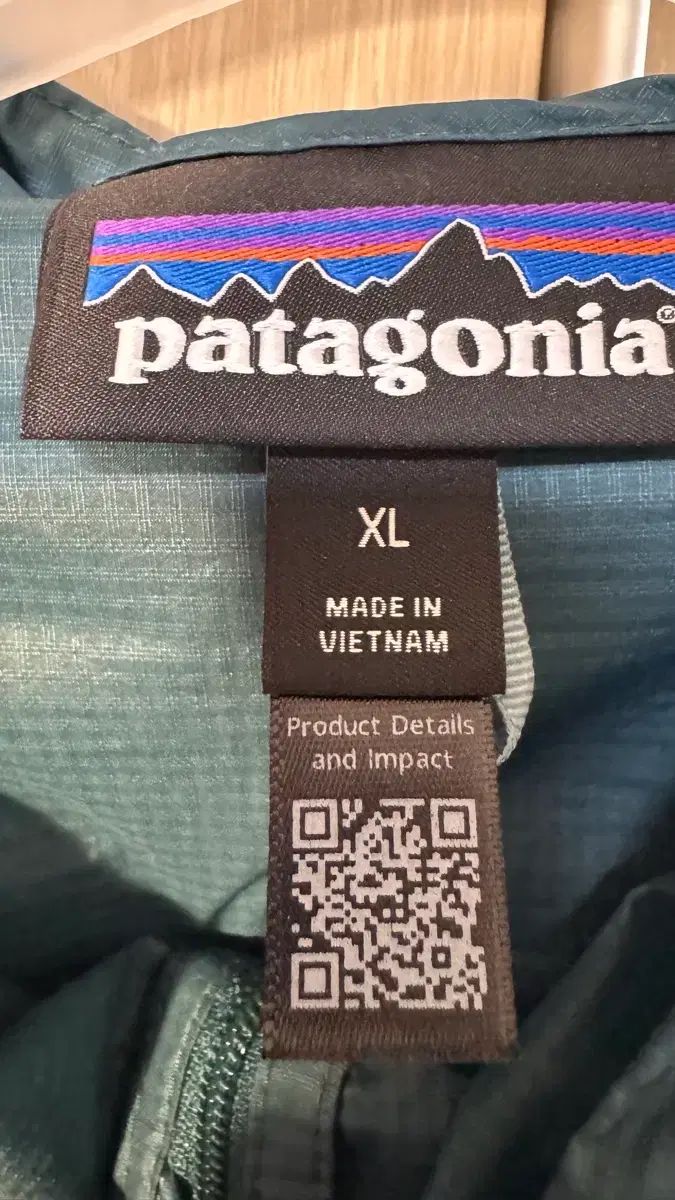 patagonia®
XL
MADE IN
VIETNAM
Product Details
and Impact